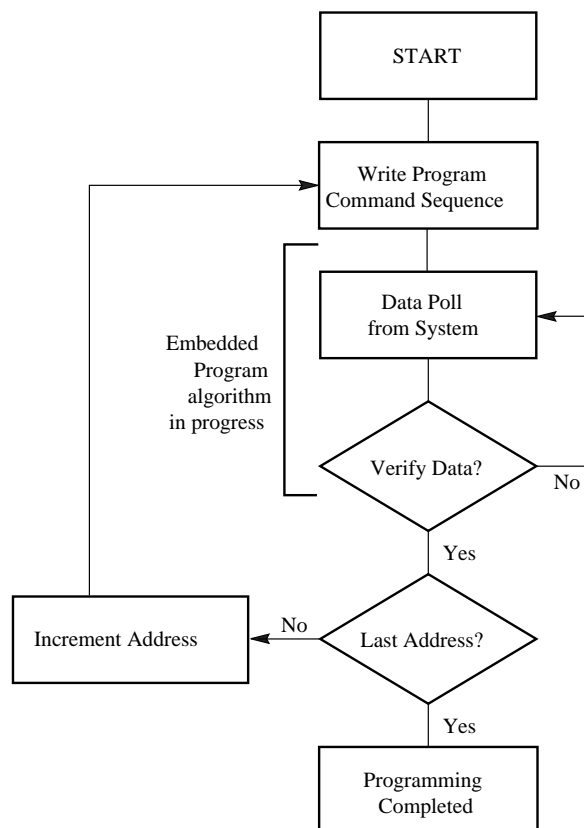 START
Write Program
Command Sequence
Data Poll
from System
Embedded
Program
algorithm
in progress
Verify Data?
No
Yes
Increment Address
No
Last Address?
Yes
Programming
Completed